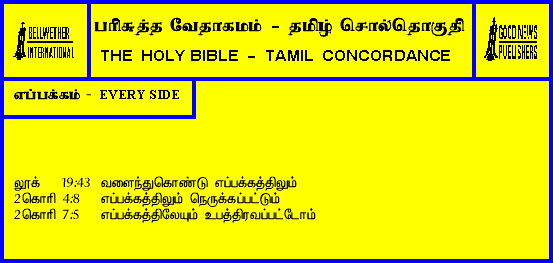 BELLWETHER
INTERNATIONAL
பரிசுத்த வேதாகமம் - தமிழ் சொல்தொகுதி
THE HOLY BIBLE - TAMIL CONCORDANCE
GOOD NEWS
PUBLISHERS
எப்பக்கம் - EVERY SIDE
லூக் 19:43 வளைந்துகொண்டு எப்பக்கத்திலும்
2கொரி 4:8 எப்பக்கத்திலும் நெருக்கப்பட்டும்
2கொரி 7:5 எப்பக்கத்திலேயும் உபத்திரவப்பட்டோம்